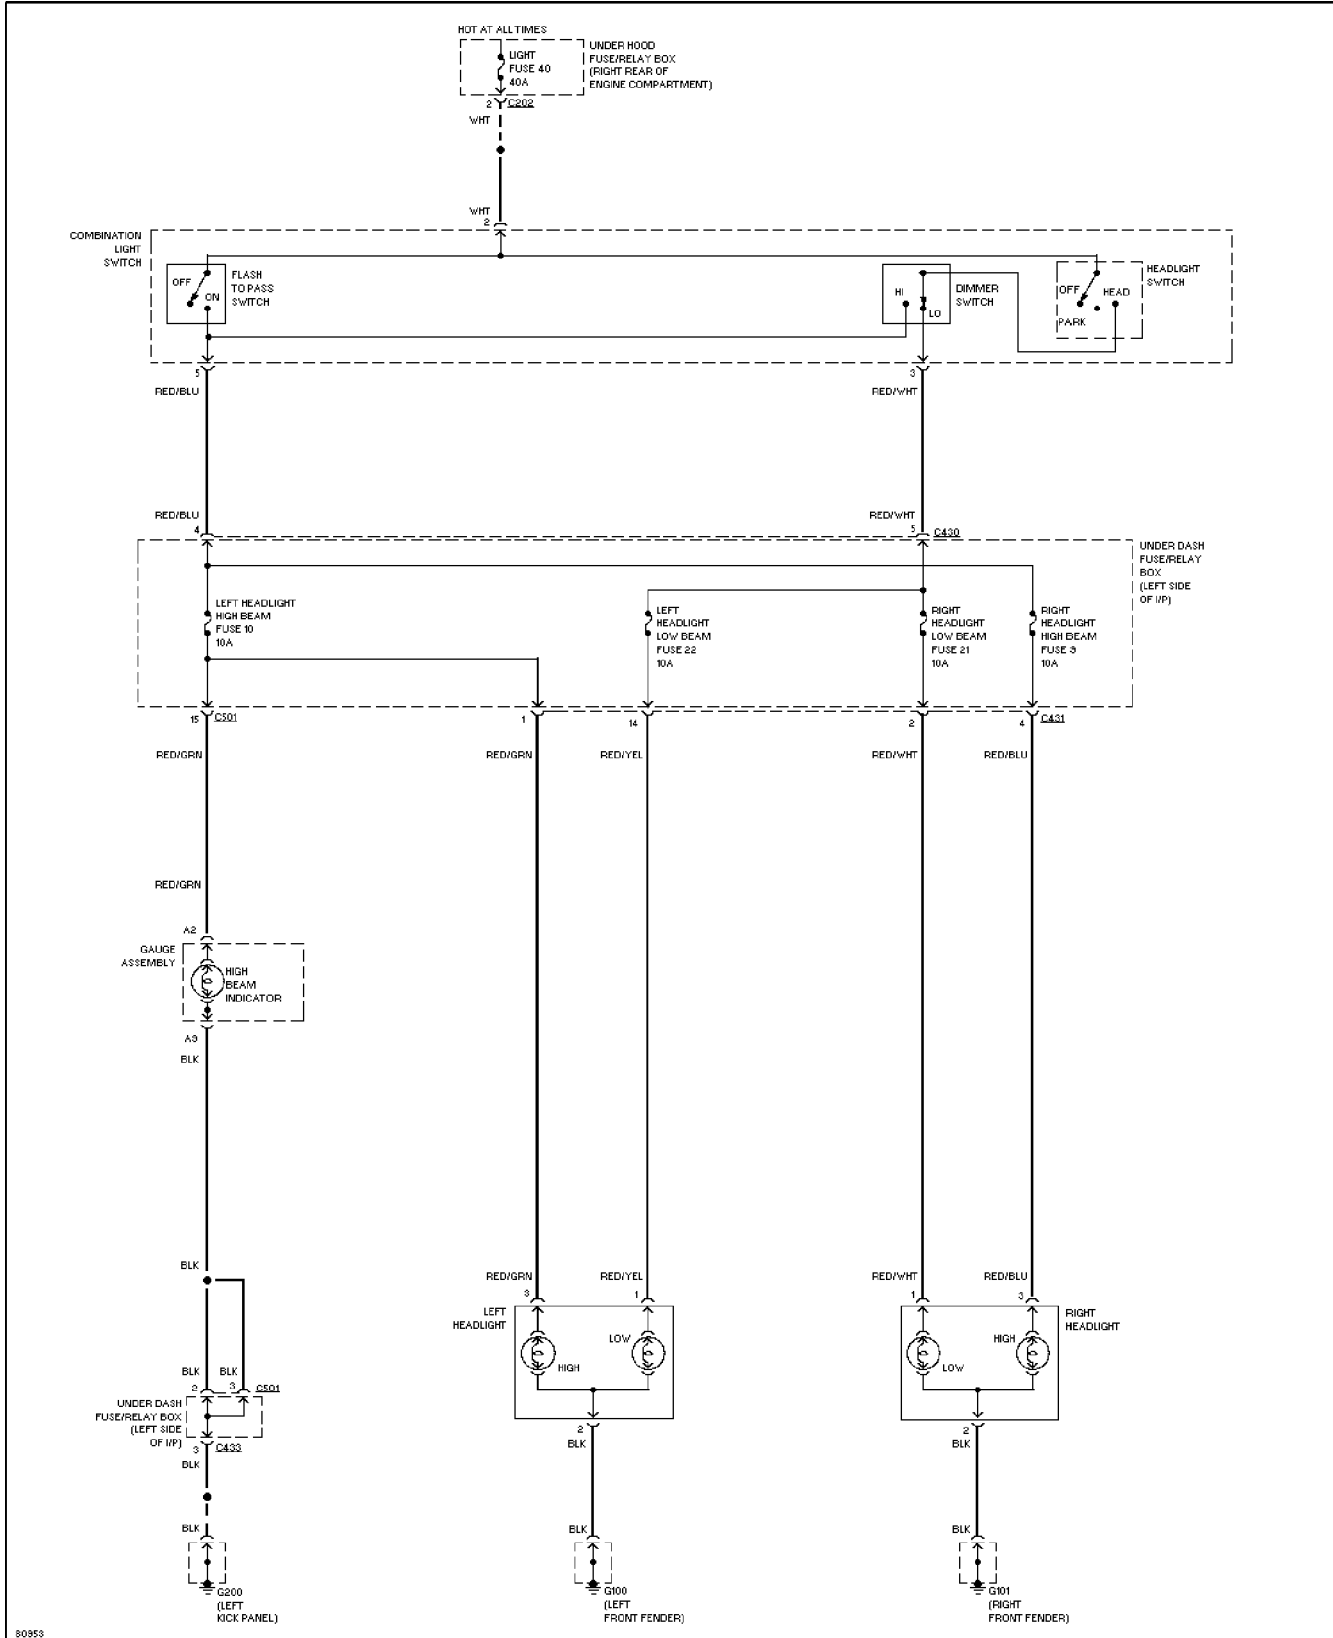 HOT AT ALL TIMES
LIGHT
FUSE 40
40A
UNDER HOOD
FUSE/RELAY BOX
(RIGHT REAR OF
ENGINE COMPARTMENT)
2 C202
WHT
WHT
2
COMBINATION
LIGHT
SWITCH
OFF
ON
FLASH
TO PASS
SWITCH
HI
LO
DIMMER
SWITCH
OFF
HEAD
PARK
HEADLIGHT
SWITCH
5
3
RED/BLU
RED/WHT
RED/BLU
RED/WHT
4
5 C430
UNDER DASH
FUSE/RELAY
BOX
(LEFT SIDE
OF I/P)
LEFT HEADLIGHT
HIGH BEAM
FUSE 10
10A
LEFT
HEADLIGHT
LOW BEAM
FUSE 22
10A
RIGHT
HEADLIGHT
LOW BEAM
FUSE 21
10A
RIGHT
HEADLIGHT
HIGH BEAM
FUSE 9
10A
15 C501
1
14
2
4 C431
RED/GRN
RED/GRN
RED/YEL
RED/WHT
RED/BLU
RED/GRN
A2
GAUGE
ASSEMBLY
HIGH
BEAM
INDICATOR
A9
BLK
BLK
RED/GRN
RED/YEL
RED/WHT
RED/BLU
3
1
1
3
LEFT
HEADLIGHT
HIGH
LOW
LOW
HIGH
RIGHT
HEADLIGHT
BLK
BLK
2
3 C501
UNDER DASH
FUSE/RELAY BOX
(LEFT SIDE
OF I/P)
3 C433
BLK
2
BLK
2
BLK
BLK
BLK
BLK
G200
(LEFT
KICK PANEL)
G100
(LEFT
FRONT FENDER)
G101
(RIGHT
FRONT FENDER)
80953